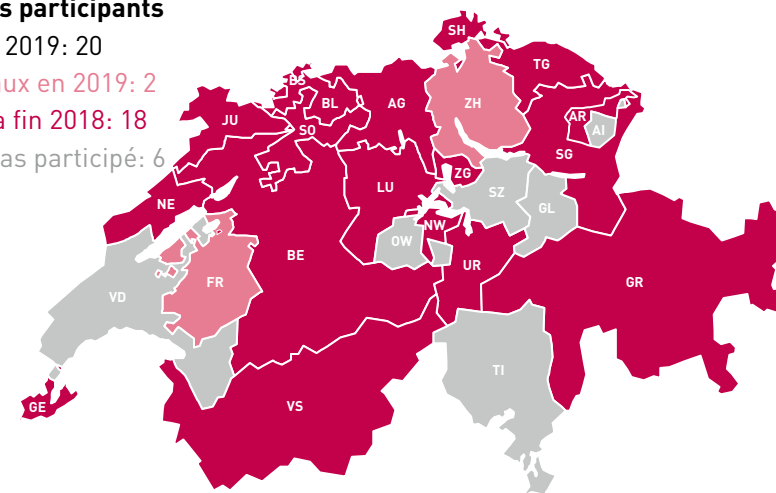 s participants
2019: 20
aux en 2019: 2
a fin 2018: 18
as participé: 6
SH
TG
BS
BL
AG
ZH
AR
AI
JU
SO
SG
ZG
LU
SZ
NE
GL
NW
OW
BE
UR
FR
GR
VD
TI
GE
VS